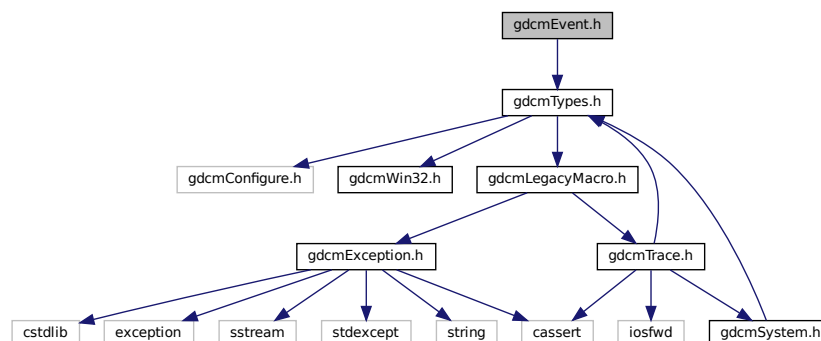 gdcmEvent.h
gdcmTypes.h
gdcmConfigure.h
gdcmWin32.h
gdcmLegacyMacro.h
gdcmException.h
gdcmTrace.h
cstdlib
exception
sstream
stdexcept
string
cassert
iosfwd
gdcmSystem.h